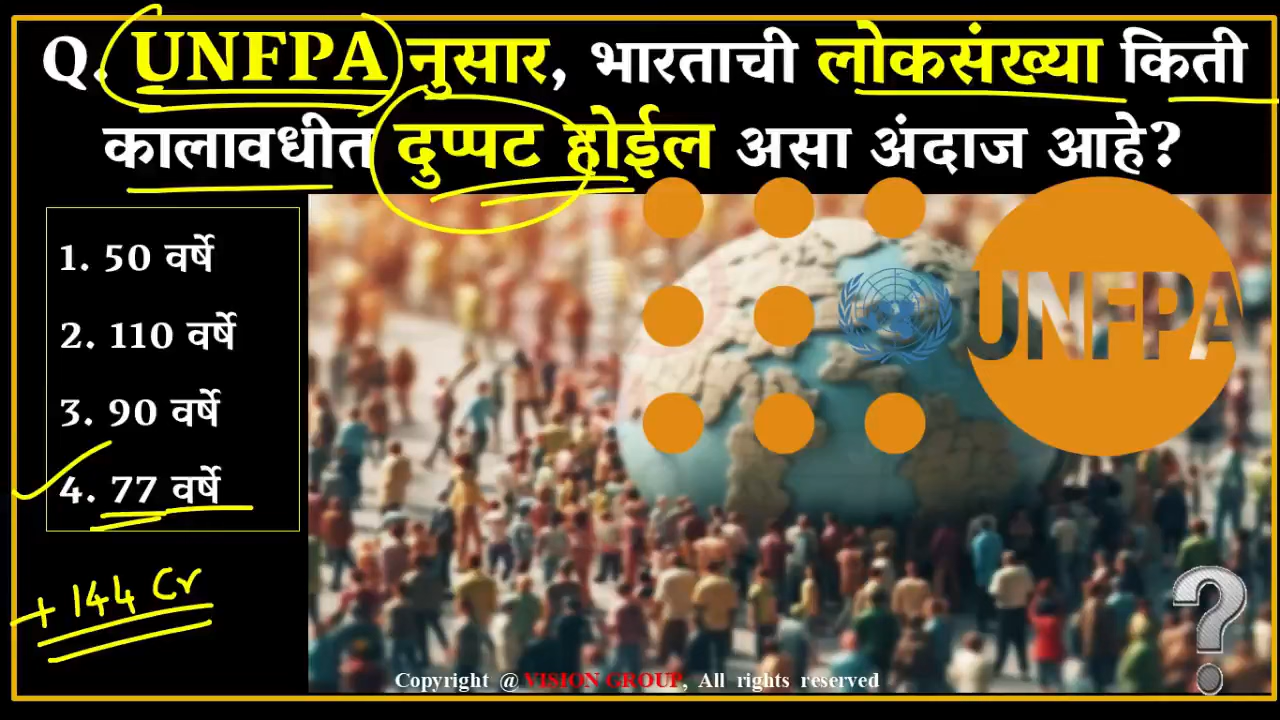 Q. UNFPA नुसार, भारताची लोकसंख्या किती
कालावधीत दुप्पट होईल असा अंदाज आहे?
1. 50 वर्षे
2. 110 वर्षे
3. 90 वर्षे
4. 77 वर्षे
+ 144 Cr
UNFPA
Copyright @ VISION GROUP, All rights reserved